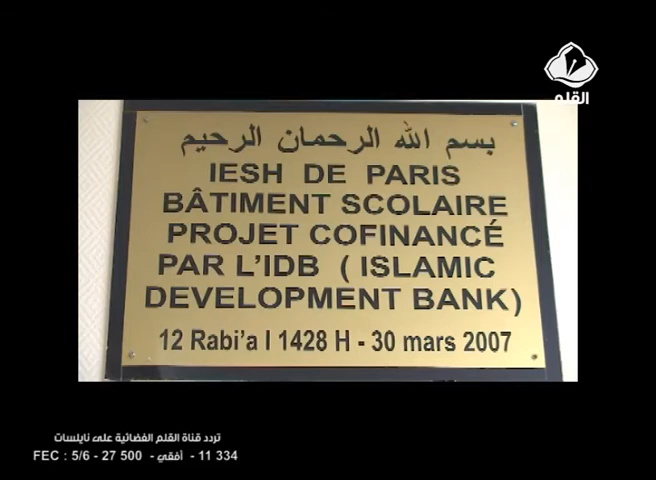 القلم
بسم الله الرحمان الرحيم
IESH DE PARIS
BÂTIMENT SCOLAIRE
PROJET COFINANCÉ
PAR L'IDB ( ISLAMIC
DEVELOPMENT BANK)
12 Rabi'a I 1428 H - 30 mars 2007
تردد قناة القلم الفضائية على نايلسات
FEC : 5/6 - 27 500 - أفقي - 11 334